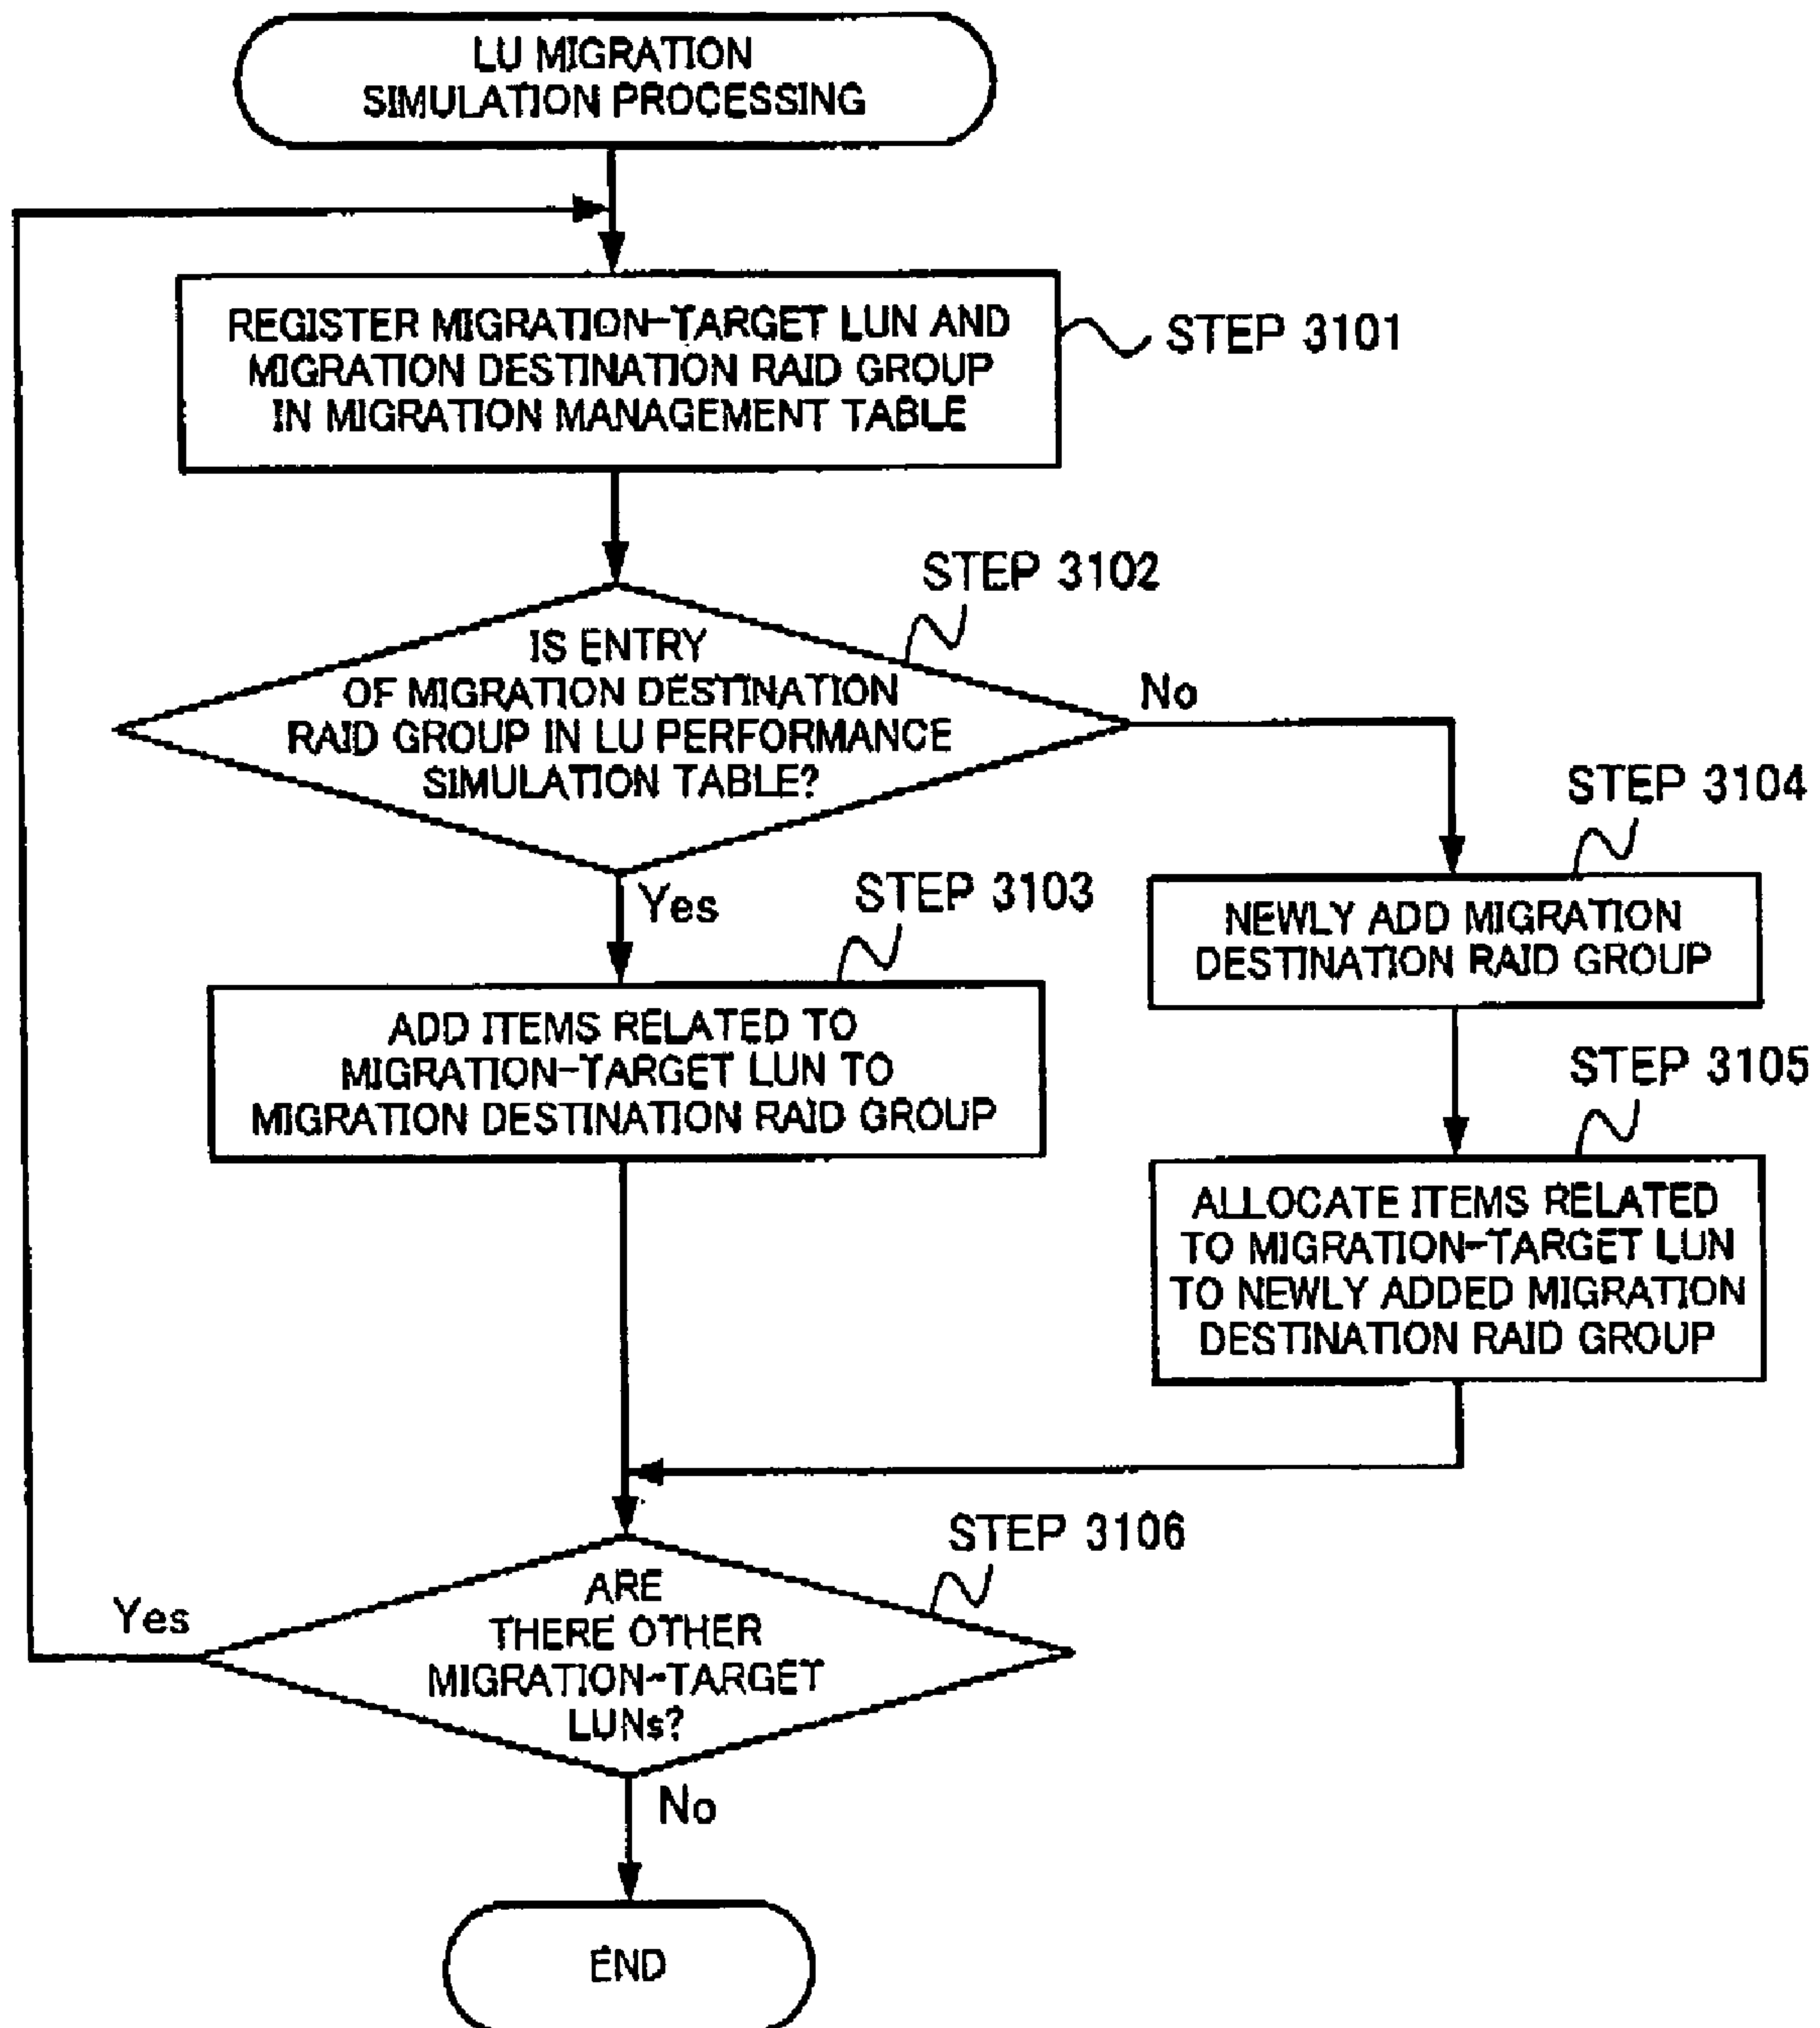 LU MIGRATION
SIMULATION PROCESSING
REGISTER MIGRATION-TARGET LUN AND
MIGRATION DESTINATION RAID GROUP
IN MIGRATION MANAGEMENT TABLE
STEP 3101
STEP 3102
IS ENTRY
OF MIGRATION DESTINATION
RAID GROUP IN LU PERFORMANCE
SIMULATION TABLE?
No
Yes
STEP 3103
ADD ITEMS RELATED TO
MIGRATION-TARGET LUN TO
MIGRATION DESTINATION RAID GROUP
STEP 3104
NEWLY ADD MIGRATION
DESTINATION RAID GROUP
STEP 3105
ALLOCATE ITEMS RELATED
TO MIGRATION-TARGET LUN
TO NEWLY ADDED MIGRATION
DESTINATION RAID GROUP
STEP 3106
ARE
THERE OTHER
MIGRATION-TARGET
LUNs?
Yes
No
END